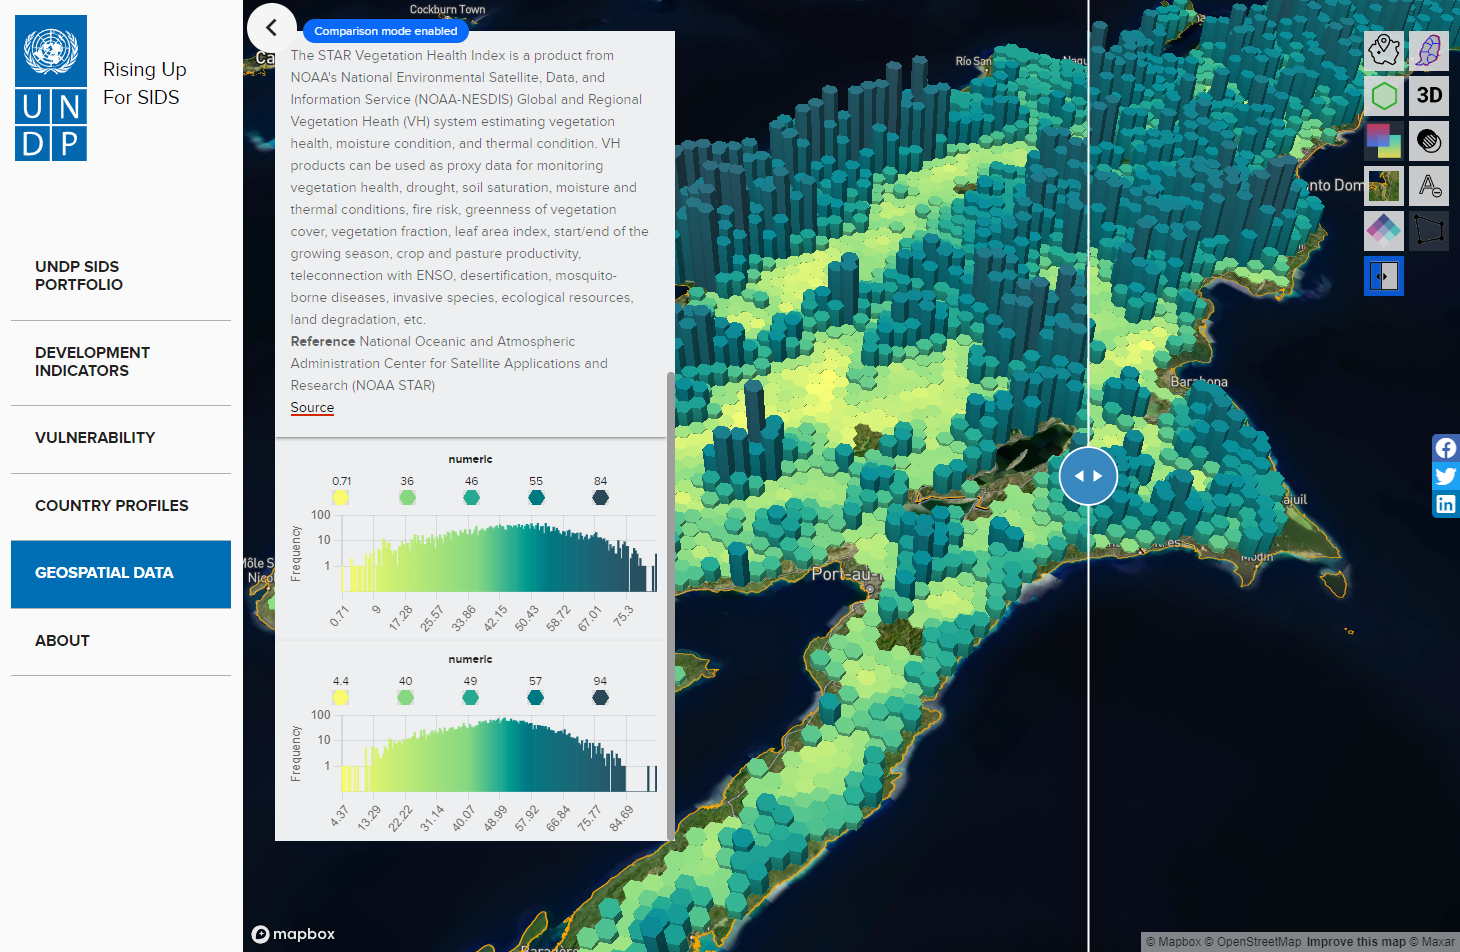 UN
DP
Rising Up
For SIDS
UNDP SIDS
PORTFOLIO
DEVELOPMENT
INDICATORS
VULNERABILITY
COUNTRY PROFILES
GEOSPATIAL DATA
ABOUT
Cockburn Town
Comparison mode enabled
The STAR Vegetation Health Index is a product from
NOAA's National Environmental Satellite, Data, and
Information Service (NOAA-NESDIS) Global and Regional
Vegetation Heath (VH) system estimating vegetation
health, moisture condition, and thermal condition. VH
products can be used as proxy data for monitoring
vegetation health, drought, soil saturation, moisture and
thermal conditions, fire risk, greenness of vegetation
cover, vegetation fraction, leaf area index, start/end of the
growing season, crop and pasture productivity,
teleconnection with ENSO, desertification, mosquito-
borne diseases, invasive species, ecological resources,
land degradation, etc.
Reference National Oceanic and Atmospheric
Administration Center for Satellite Applications and
Research (NOAA STAR)
Source
numeric
0.71 36 46 55 84
Frequency
100
10
1
0.71 9 17.28 25.57 33.86 42.15 50.43 58.72 67.01 75.3
numeric
4.4 40 49 57 94
Frequency
100
10
1
4.37 13.29 22.22 31.14 40.07 48.99 57.92 66.84 75.77 84.69
Ca
Môle S
Nicol
Río San
Nagu
nto Dom
Barahona
ajuil
Port-au-
3D
A
f
in
mapbox
© Mapbox © OpenStreetMap Improve this map © Maxar